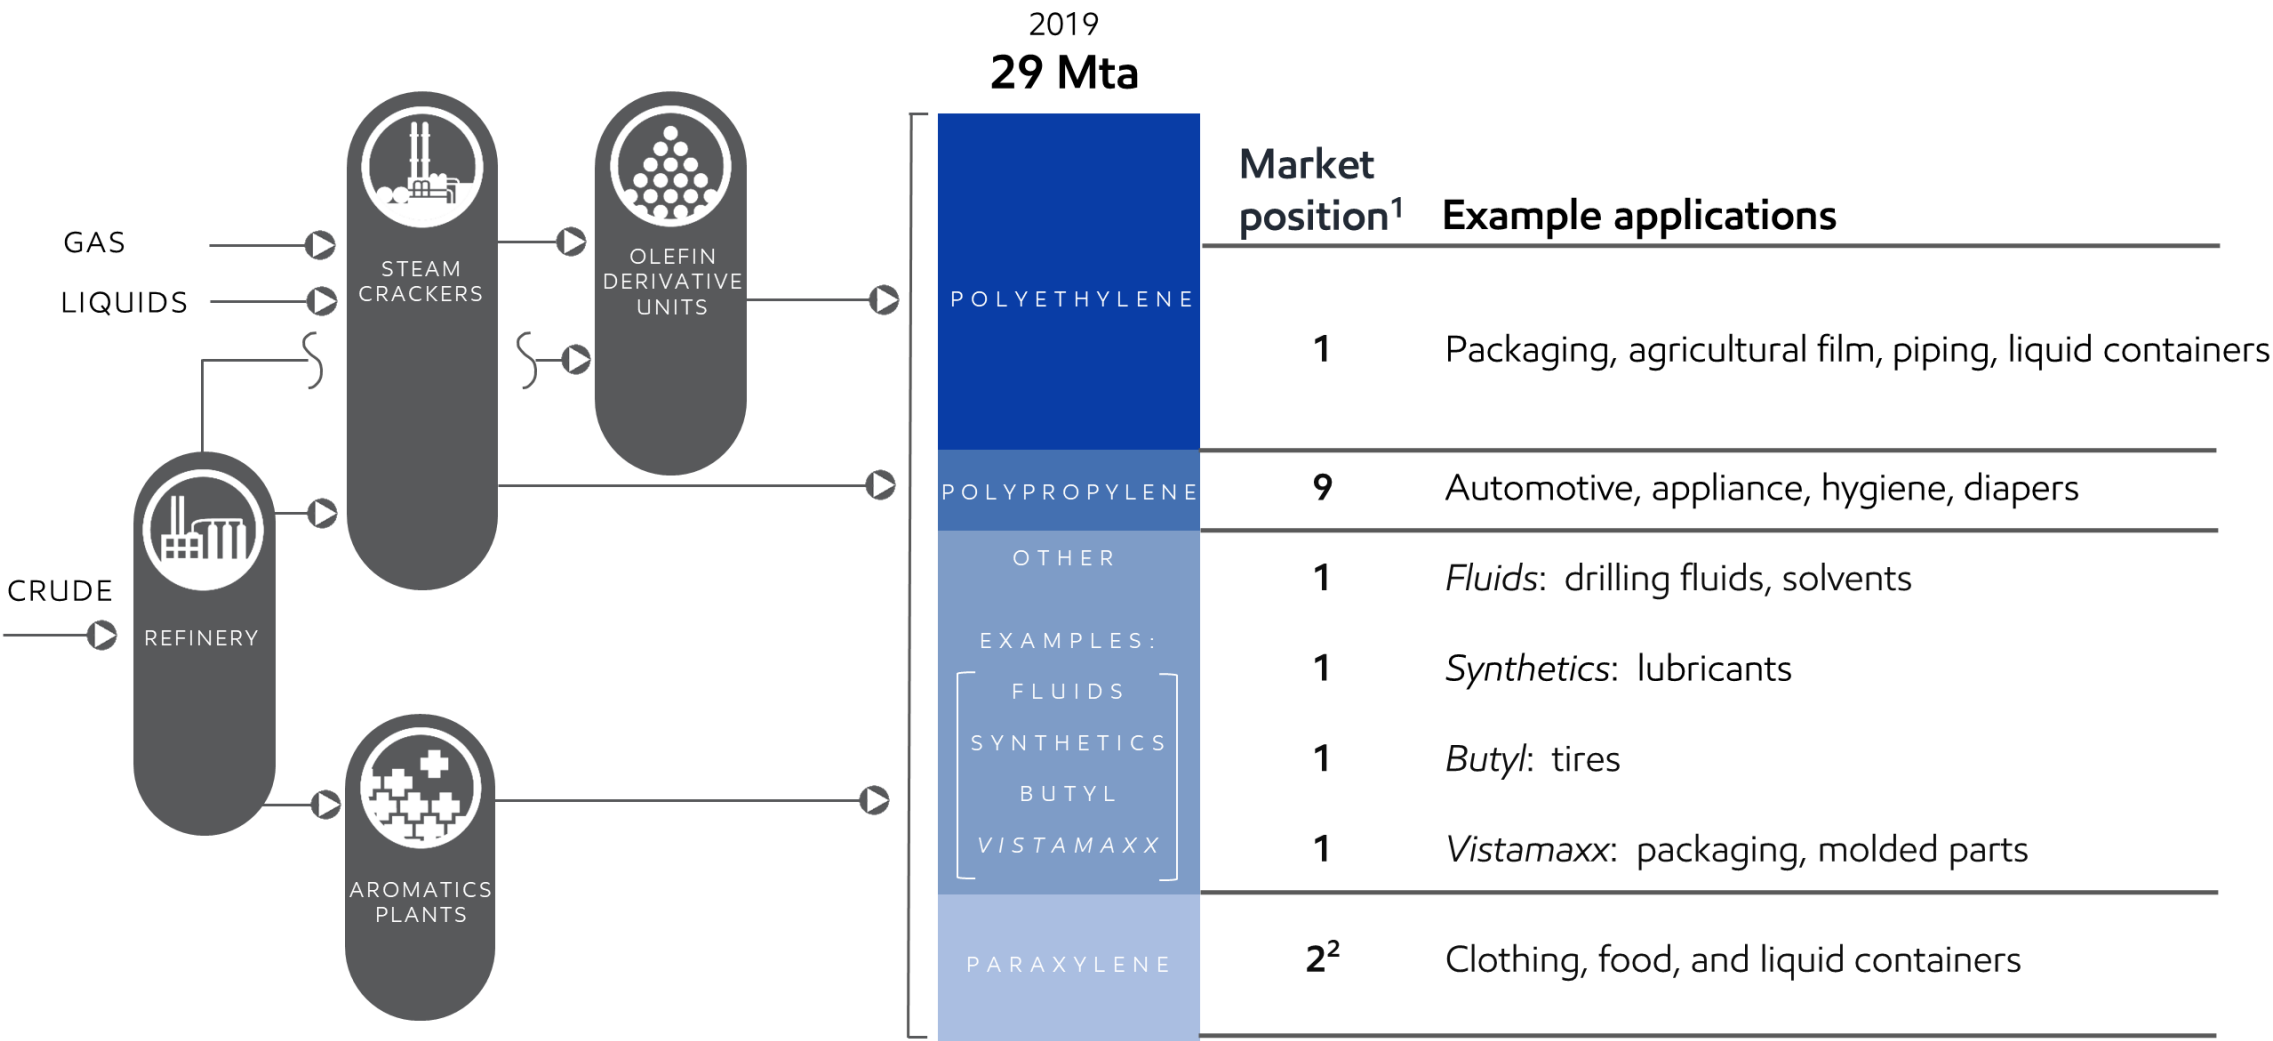 2019
29 Mta
Market
position¹ Example applications
GAS
LIQUIDS
STEAM
CRACKERS
OLEFIN
DERIVATIVE
UNITS
POLYETHYLENE
1 Packaging, agricultural film, piping, liquid containers
POLYPROPYLENE
9 Automotive, appliance, hygiene, diapers
CRUDE
REFINERY
OTHER
EXAMPLES:
FLUIDS
SYNTHETICS
BUTYL
VISTAMAXX
1 Fluids: drilling fluids, solvents
1 Synthetics: lubricants
1 Butyl: tires
1 Vistamaxx: packaging, molded parts
AROMATICS
PLANTS
PARAXYLENE
2² Clothing, food, and liquid containers